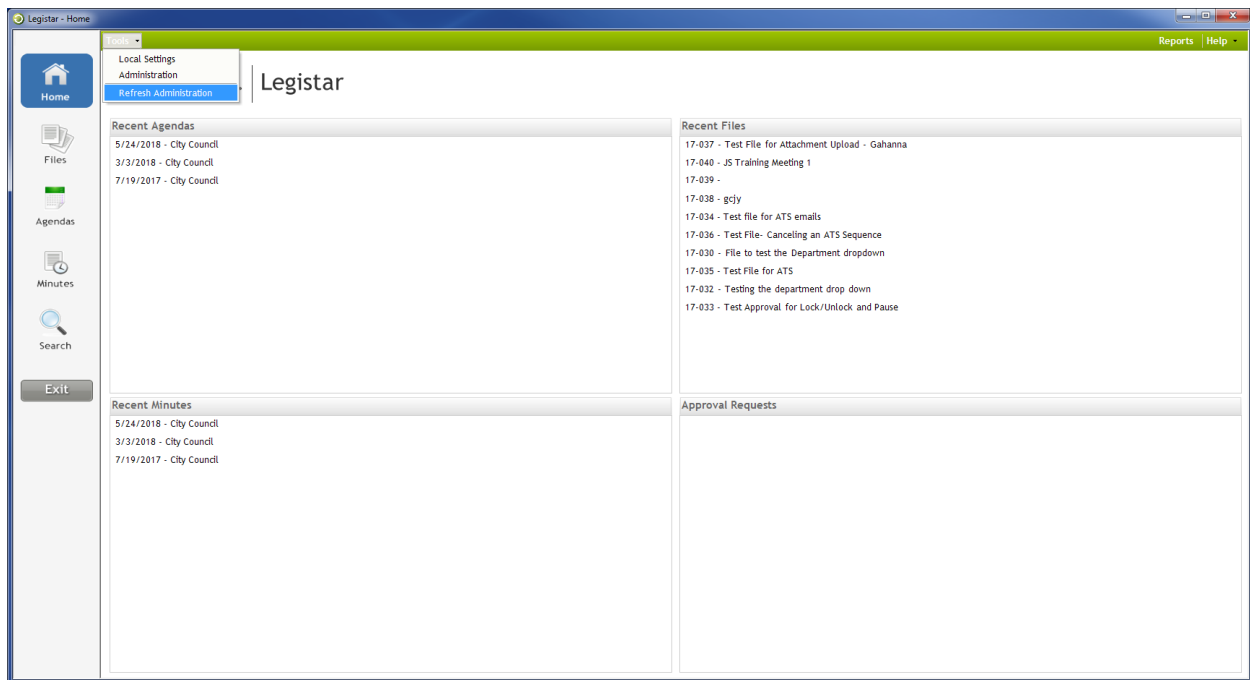 Legistar - Home
Tools
Reports
Help
Local Settings
Administration
Refresh Administration
Legistar
Home
Files
Agendas
Minutes
Search
Exit
Recent Agendas
5/24/2018 - City Council
3/3/2018 - City Council
7/19/2017 - City Council
Recent Files
17-037 - Test File for Attachment Upload - Gahanna
17-040 - JS Training Meeting 1
17-039 -
17-038 - gcjy
17-034 - Test file for ATS emails
17-036 - Test File- Canceling an ATS Sequence
17-030 - File to test the Department dropdown
17-035 - Test File for ATS
17-032 - Testing the department drop down
17-033 - Test Approval for Lock/Unlock and Pause
Recent Minutes
5/24/2018 - City Council
3/3/2018 - City Council
7/19/2017 - City Council
Approval Requests